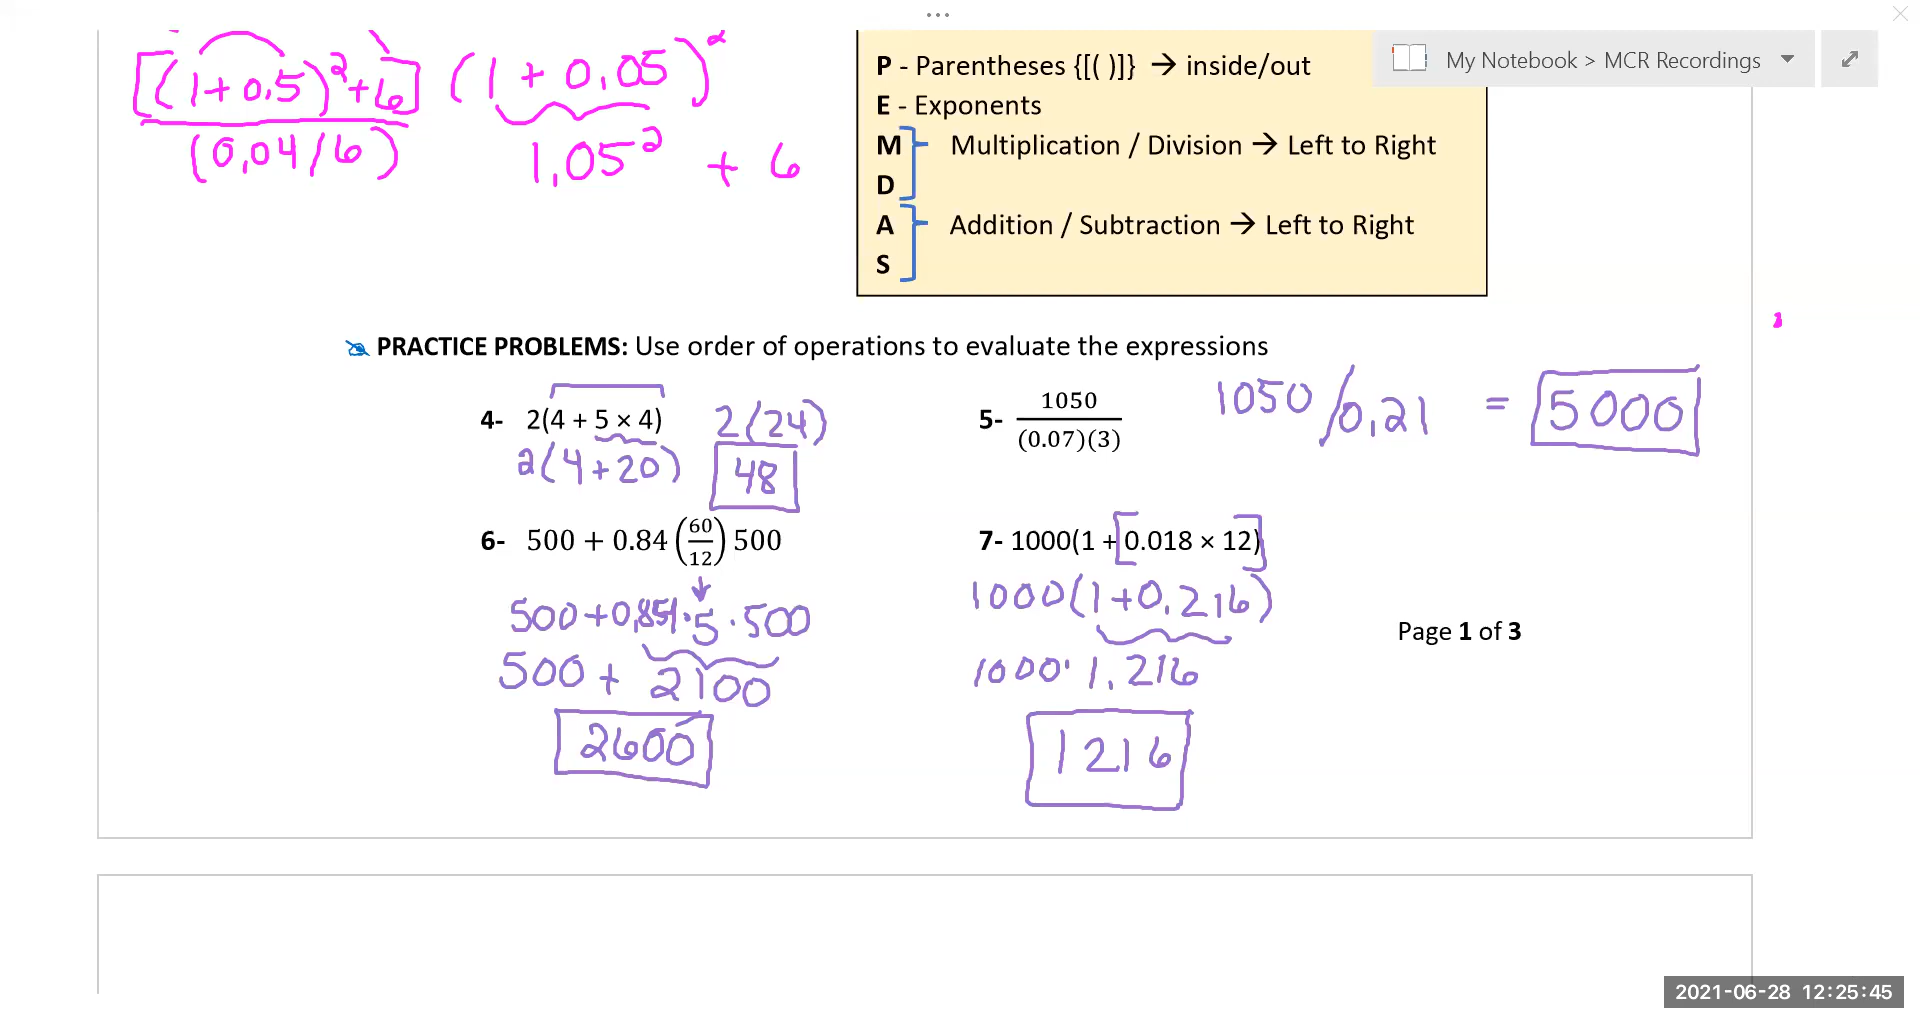 [(1+0.5)²+6] (1 + 0.05)²
(0.04/6) 1.05² + 6
P - Parentheses {[( )]} → inside/out
E - Exponents
M Multiplication / Division → Left to Right
D
A Addition / Subtraction → Left to Right
S
My Notebook > MCR Recordings
PRACTICE PROBLEMS: Use order of operations to evaluate the expressions
4- 2(4 + 5 × 4) 2(24)
2(4+20) 48
5- 1050/(0.07)(3) 1050/0.21 = 5000
6- 500 + 0.84 (60/12) 500
500+0.84·5·500
500 + 2100
2600
7- 1000(1 + [0.018 × 12])
1000(1+0.216)
1000·1.216
1216
Page 1 of 3
2021-06-28 12:25:45